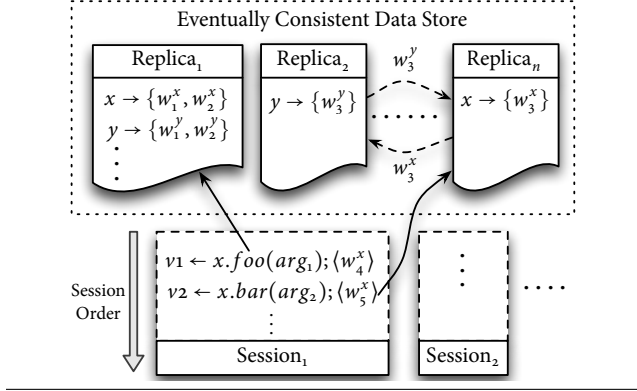 Eventually Consistent Data Store
Replica₁
x → {w₁ˣ, w₂ˣ}
y → {w₁ʸ, w₂ʸ}
⋮
Replica₂
y → {w₃ʸ}
w₃ʸ
......
w₃ˣ
Replicaₙ
x → {w₃ˣ}
Session
Order
v1 ← x.foo(arg₁);⟨w₄ˣ⟩
v2 ← x.bar(arg₂);⟨w₅ˣ⟩
⋮
Session₁
⋮
Session₂
....